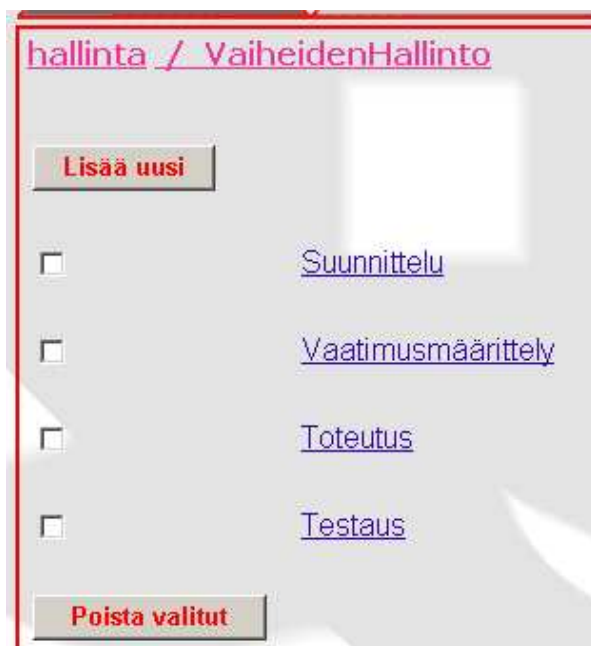 hallinta / VaiheidenHallinto
Lisää uusi
Suunnittelu
Vaatimusmäärittely
Toteutus
Testaus
Poista valitut